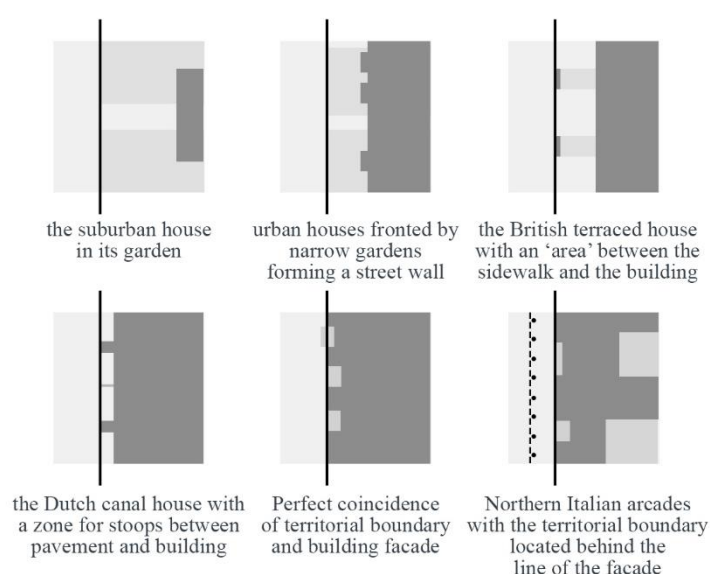 the suburban house
in its garden
urban houses fronted by
narrow gardens
forming a street wall
the British terraced house
with an ‘area’ between the
sidewalk and the building
the Dutch canal house with
a zone for stoops between
pavement and building
Perfect coincidence
of territorial boundary
and building facade
Northern Italian arcades
with the territorial boundary
located behind the
line of the facade